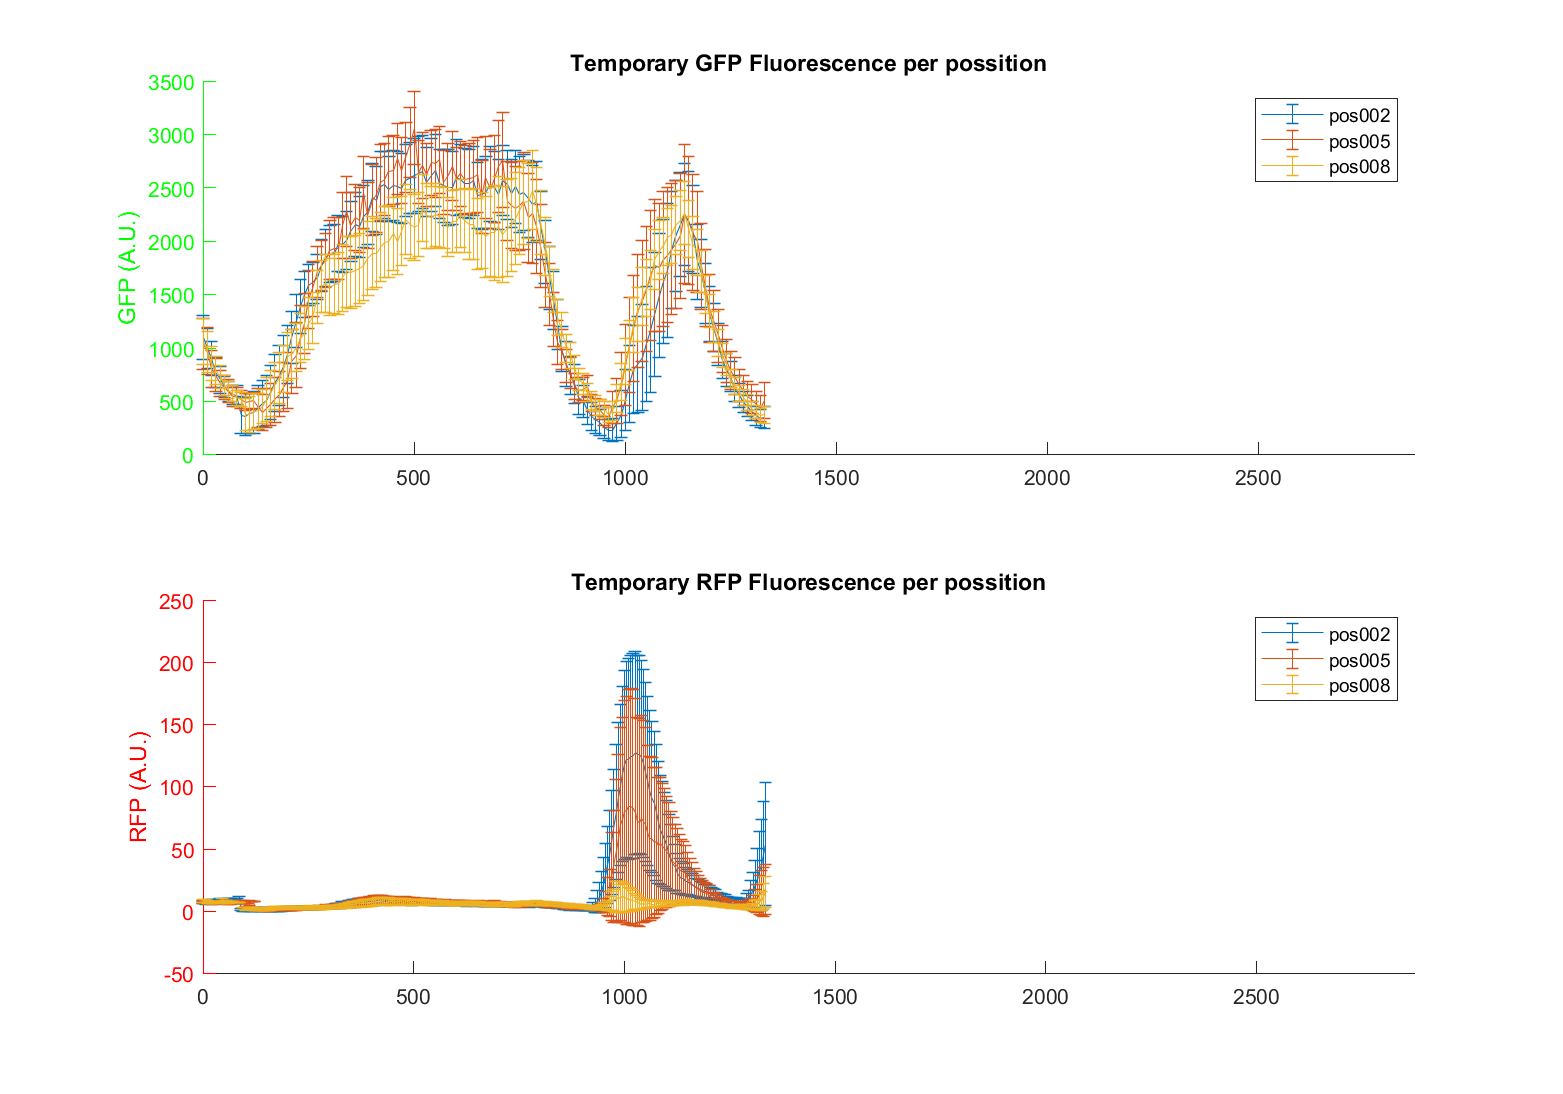 Temporary GFP Fluorescence per possition
3500
3000
2500
2000
1500
1000
500
0
GFP (A.U.)
0 500 1000 1500 2000 2500
pos002
pos005
pos008
Temporary RFP Fluorescence per possition
250
200
150
100
50
0
-50
RFP (A.U.)
0 500 1000 1500 2000 2500
pos002
pos005
pos008